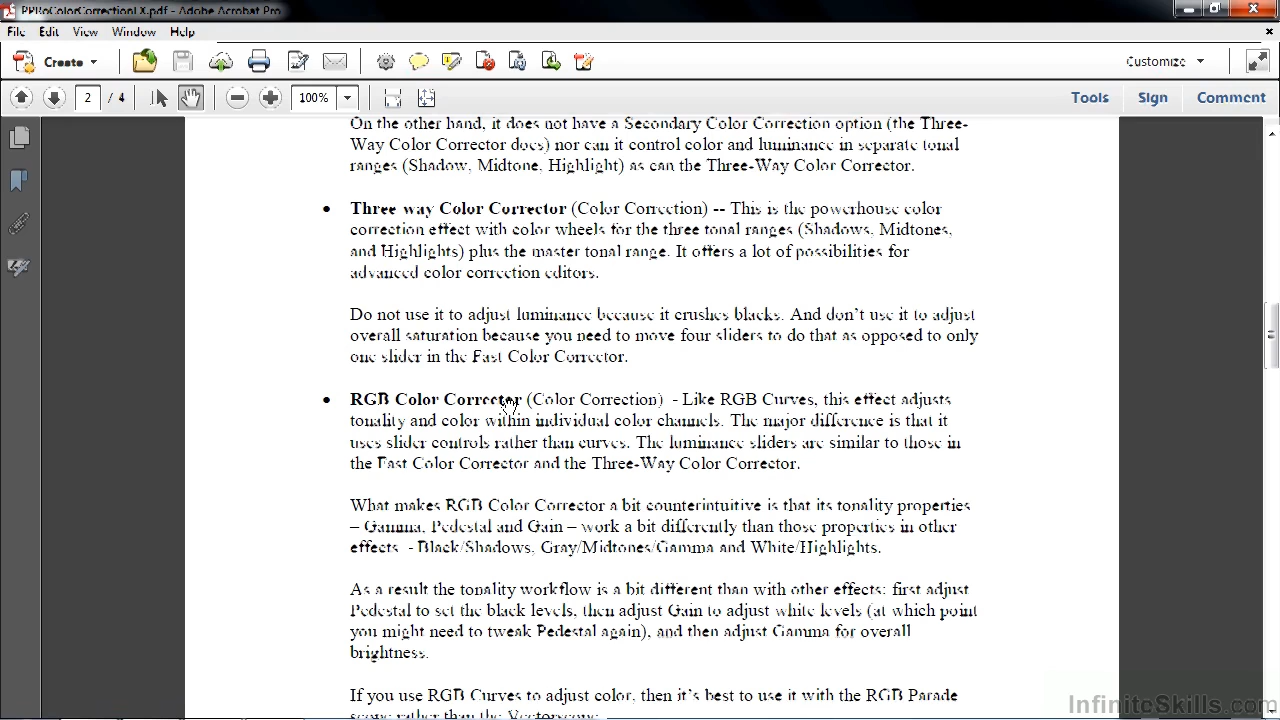 PPRoColorCorrectionFX.pdf - Adobe Acrobat Pro
File Edit View Window Help
Create Customize
2 / 4 100% Tools Sign Comment
On the other hand, it does not have a Secondary Color Correction option (the Three-
Way Color Corrector does) nor can it control color and luminance in separate tonal
ranges (Shadow, Midtone, Highlight) as can the Three-Way Color Corrector.
• Three way Color Corrector (Color Correction) -- This is the powerhouse color
correction effect with color wheels for the three tonal ranges (Shadows, Midtones,
and Highlights) plus the master tonal range. It offers a lot of possibilities for
advanced color correction editors.
Do not use it to adjust luminance because it crushes blacks. And don't use it to adjust
overall saturation because you need to move four sliders to do that as opposed to only
one slider in the Fast Color Corrector.
• RGB Color Corrector (Color Correction) - Like RGB Curves, this effect adjusts
tonality and color within individual color channels. The major difference is that it
uses slider controls rather than curves. The luminance sliders are similar to those in
the Fast Color Corrector and the Three-Way Color Corrector.
What makes RGB Color Corrector a bit counterintuitive is that its tonality properties
– Gamma, Pedestal and Gain – work a bit differently than those properties in other
effects - Black/Shadows, Gray/Midtones/Gamma and White/Highlights.
As a result the tonality workflow is a bit different than with other effects: first adjust
Pedestal to set the black levels, then adjust Gain to adjust white levels (at which point
you might need to tweak Pedestal again), and then adjust Gamma for overall
brightness.
If you use RGB Curves to adjust color, then it's best to use it with the RGB Parade
scope rather than the Vectorscope.
InfiniteSkills.com